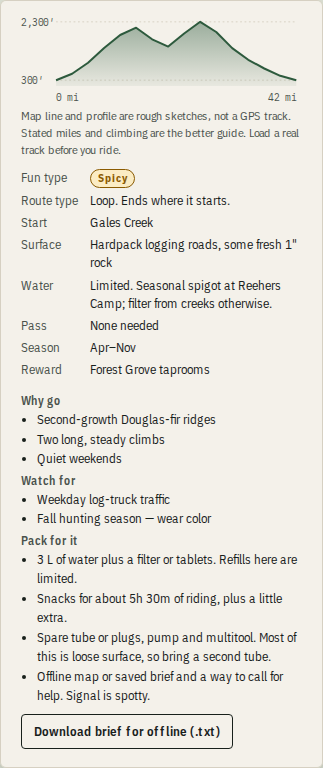 2,300′
300′
0 mi 42 mi
Map line and profile are rough sketches, not a GPS track.
Stated miles and climbing are the better guide. Load a real
track before you ride.
Fun type Spicy
Route type Loop. Ends where it starts.
Start Gales Creek
Surface Hardpack logging roads, some fresh 1"
rock
Water Limited. Seasonal spigot at Reehers
Camp; filter from creeks otherwise.
Pass None needed
Season Apr–Nov
Reward Forest Grove taprooms
Why go
• Second-growth Douglas-fir ridges
• Two long, steady climbs
• Quiet weekends
Watch for
• Weekday log-truck traffic
• Fall hunting season — wear color
Pack for it
• 3 L of water plus a filter or tablets. Refills here are
limited.
• Snacks for about 5h 30m of riding, plus a little
extra.
• Spare tube or plugs, pump and multitool. Most of
this is loose surface, so bring a second tube.
• Offline map or saved brief and a way to call for
help. Signal is spotty.
Download brief for offline (.txt)